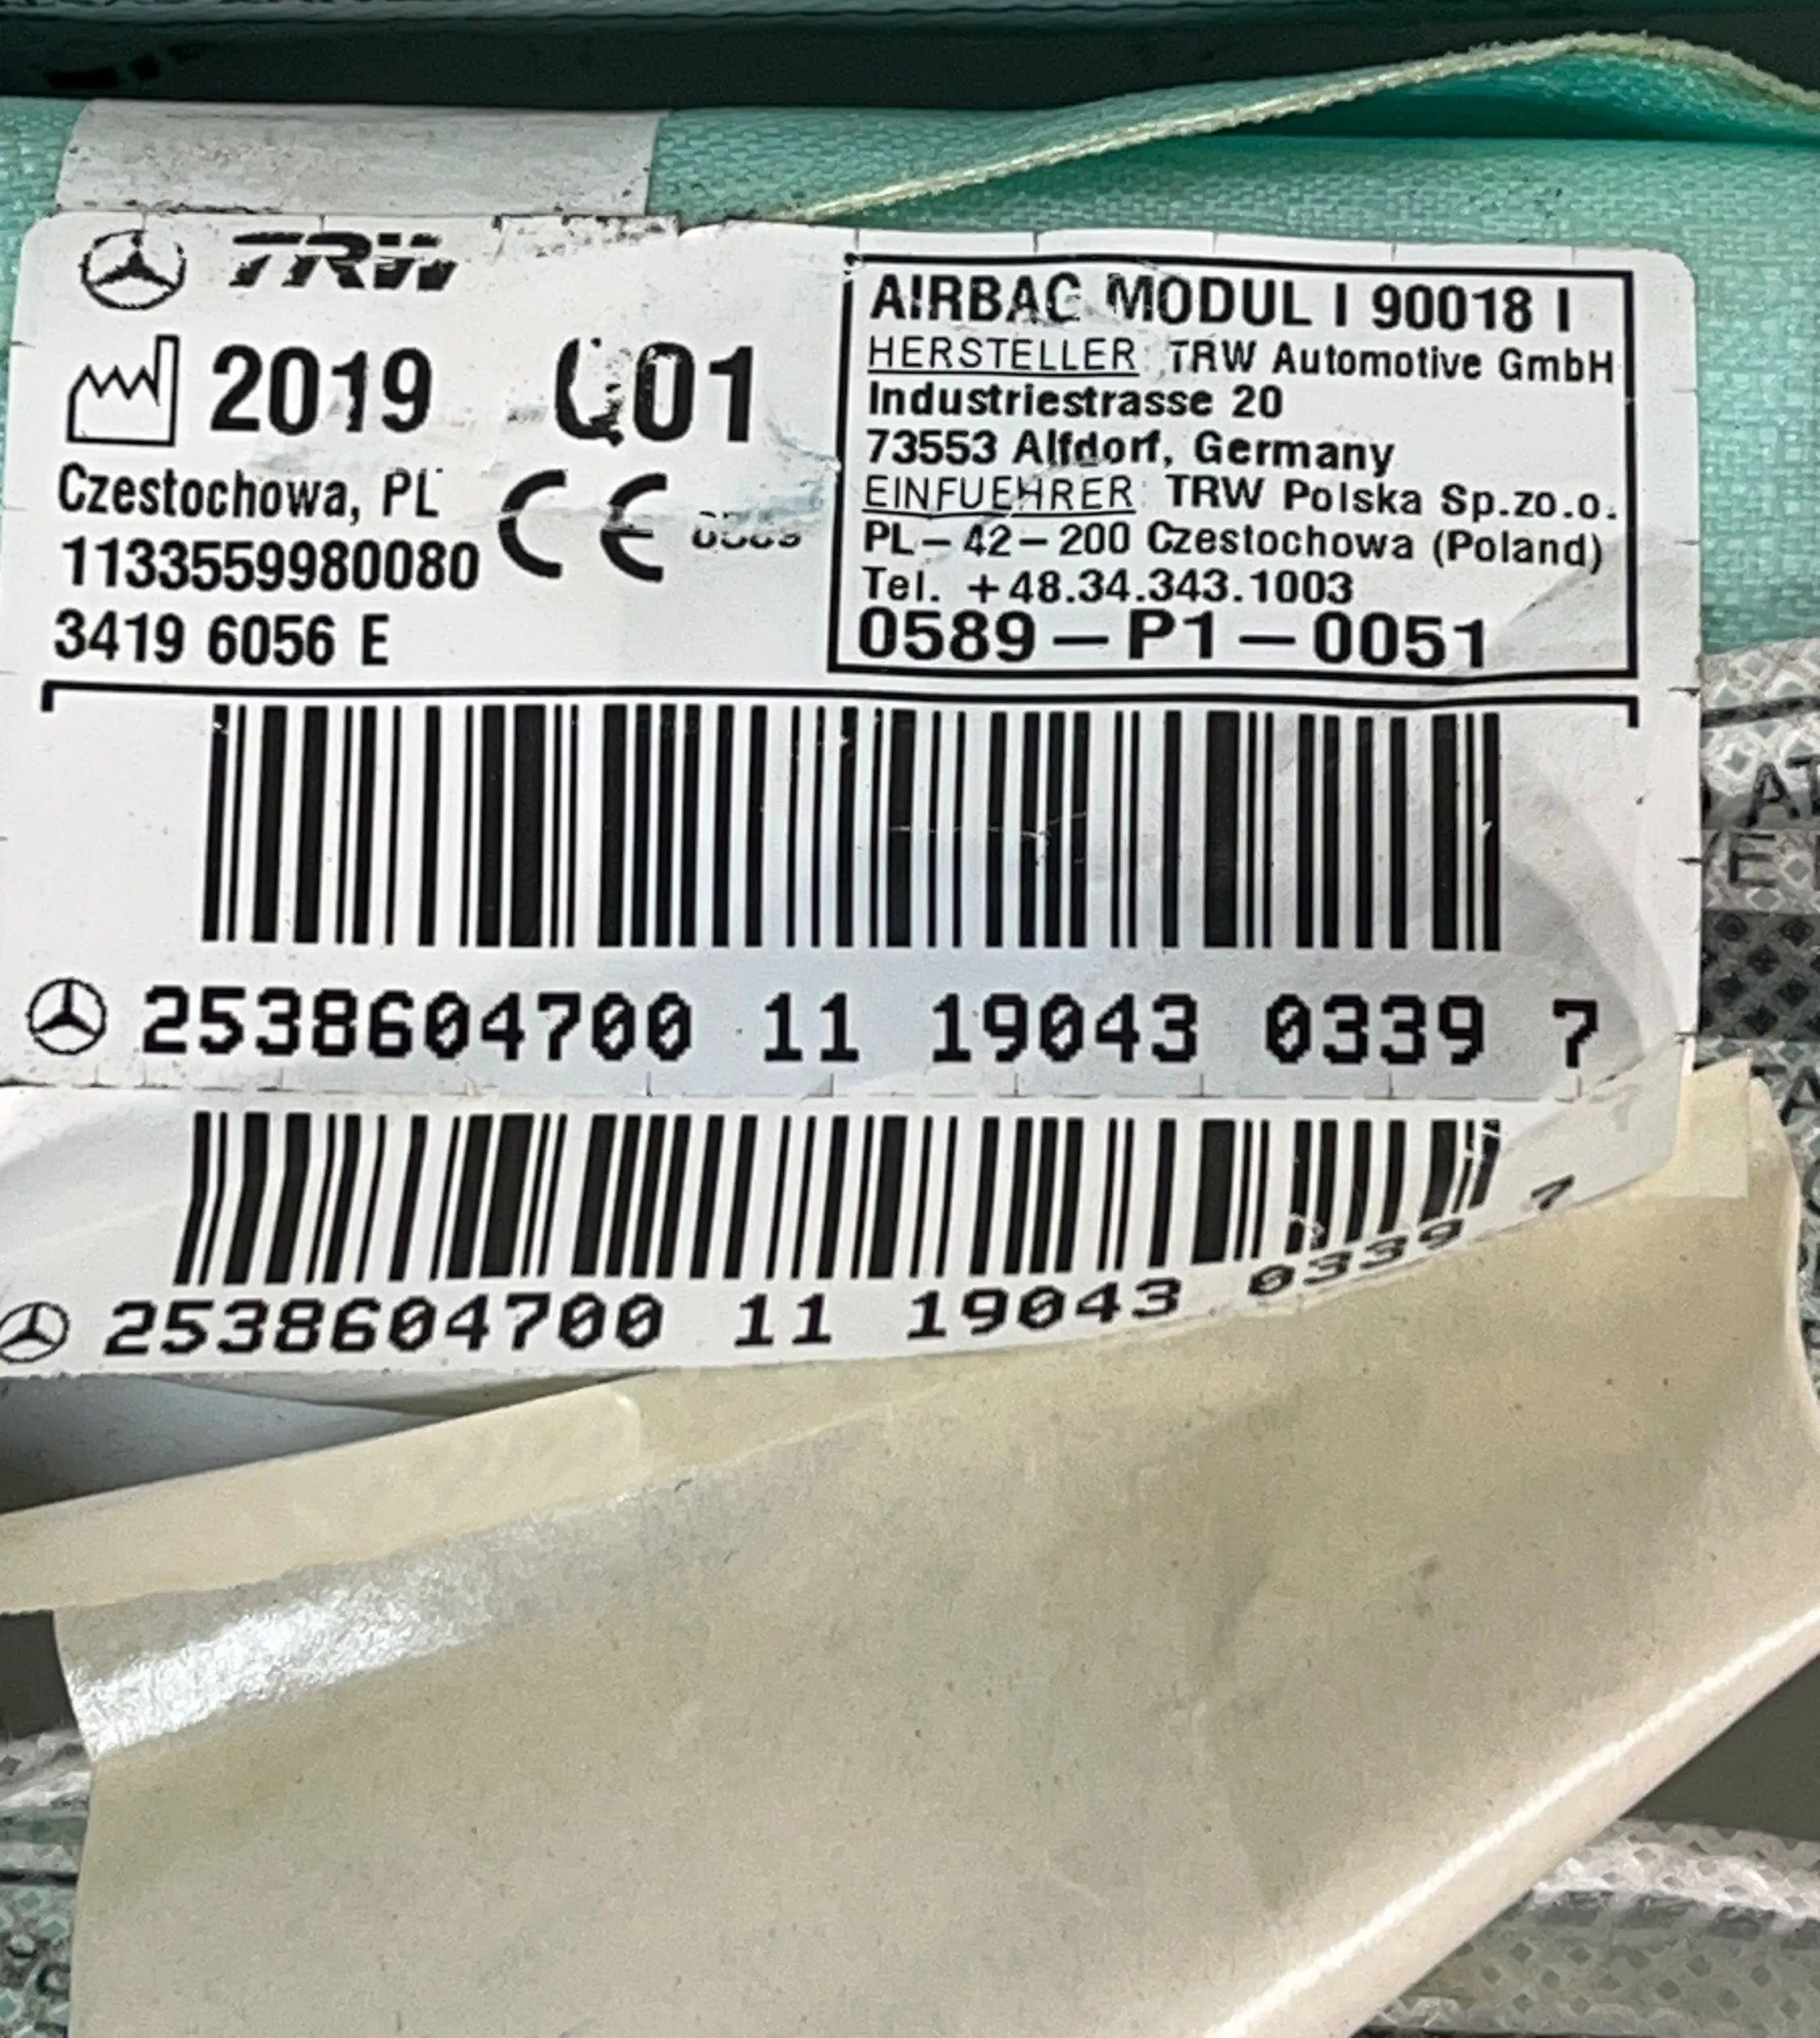 TRW
2019 Q01
Czestochowa, PL
1133559980080
3419 6056 E
CE
AIRBAG MODUL I 90018 I
HERSTELLER: TRW Automotive GmbH
Industriestrasse 20
73553 Alfdorf, Germany
EINFUEHRER: TRW Polska Sp.zo.o.
PL-42-200 Czestochowa (Poland)
Tel. +48.34.343.1003
0589-P1-0051
2538604700 11 19043 0339 7
2538604700 11 19043 0339 7